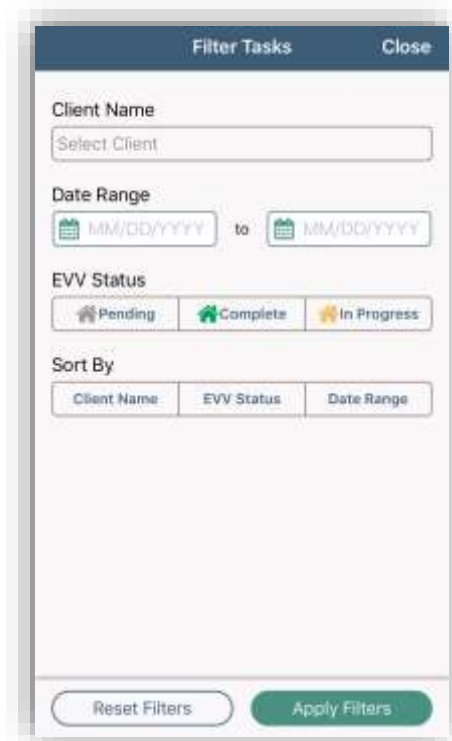 Filter Tasks Close
Client Name
Select Client
Date Range
MM/DD/YYYY to MM/DD/YYYY
EVV Status
Pending Complete In Progress
Sort By
Client Name EVV Status Date Range
Reset Filters Apply Filters